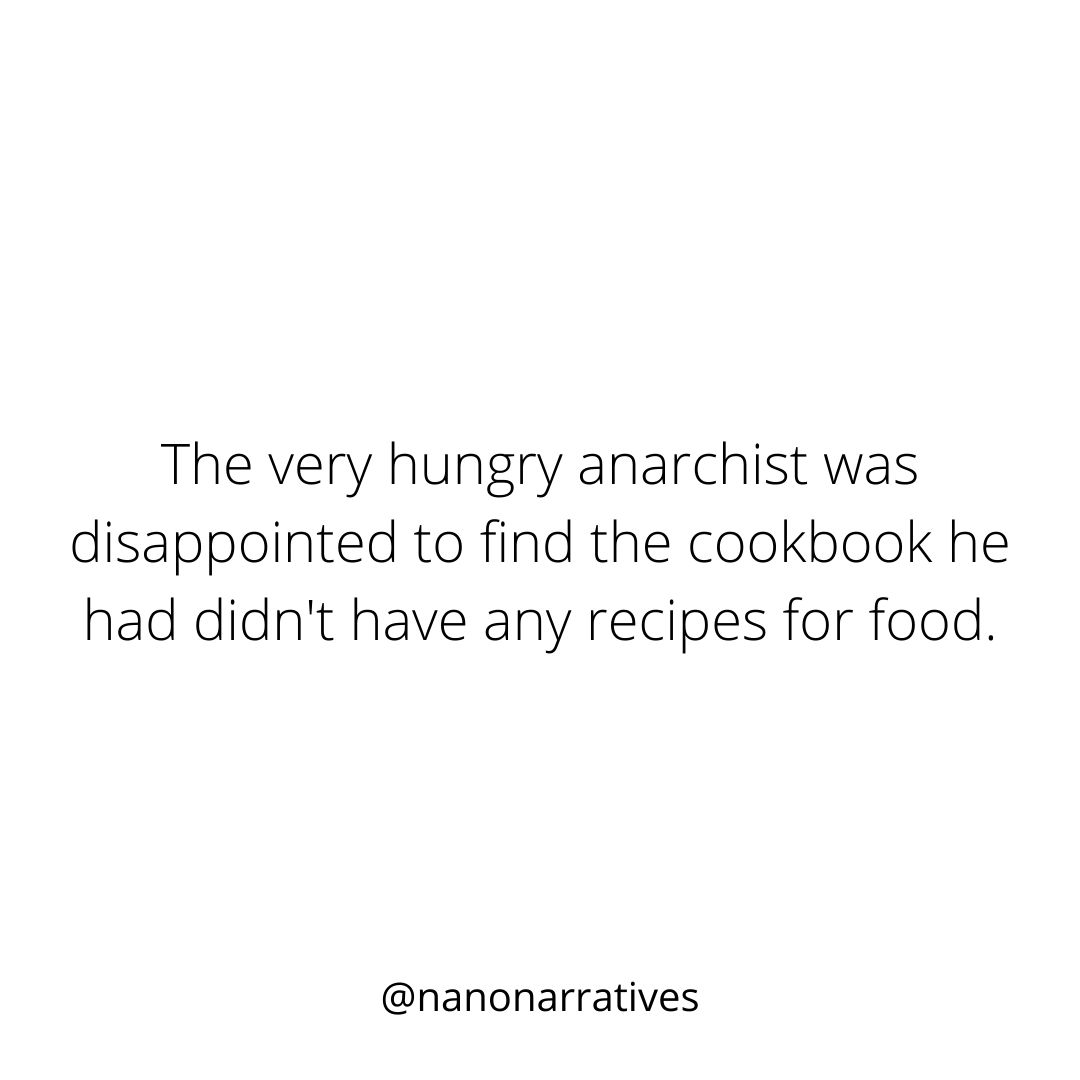 The very hungry anarchist was
disappointed to find the cookbook he
had didn't have any recipes for food.
@nanonarratives